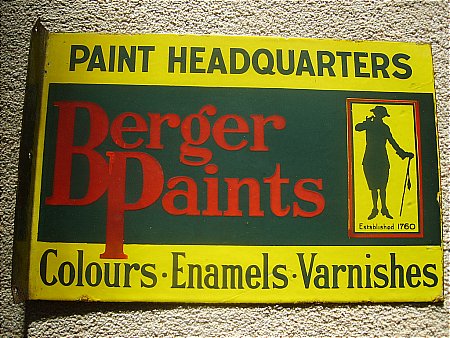 PAINT HEADQUARTERS
Berger
Paints
Established 1760
Colours · Enamels · Varnishes